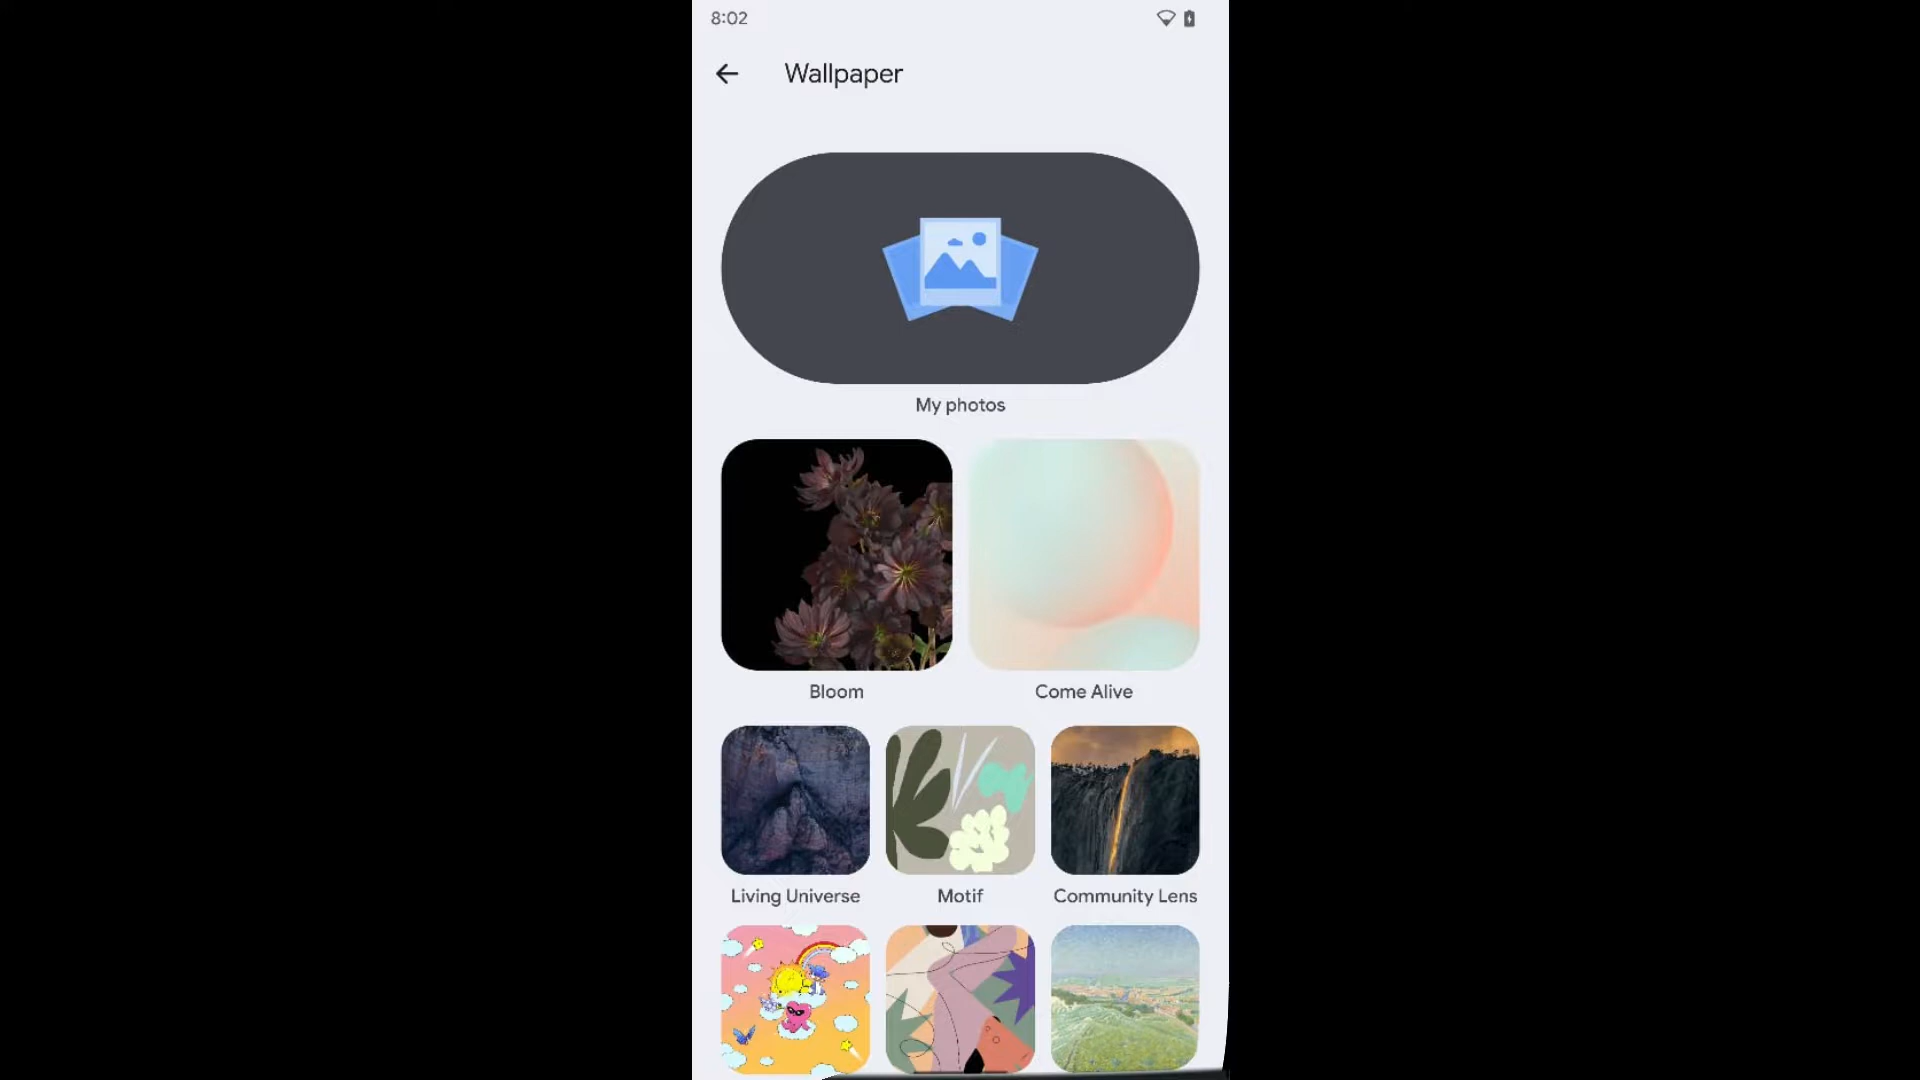 8:02
Wallpaper
My photos
Bloom
Come Alive
Living Universe
Motif
Community Lens